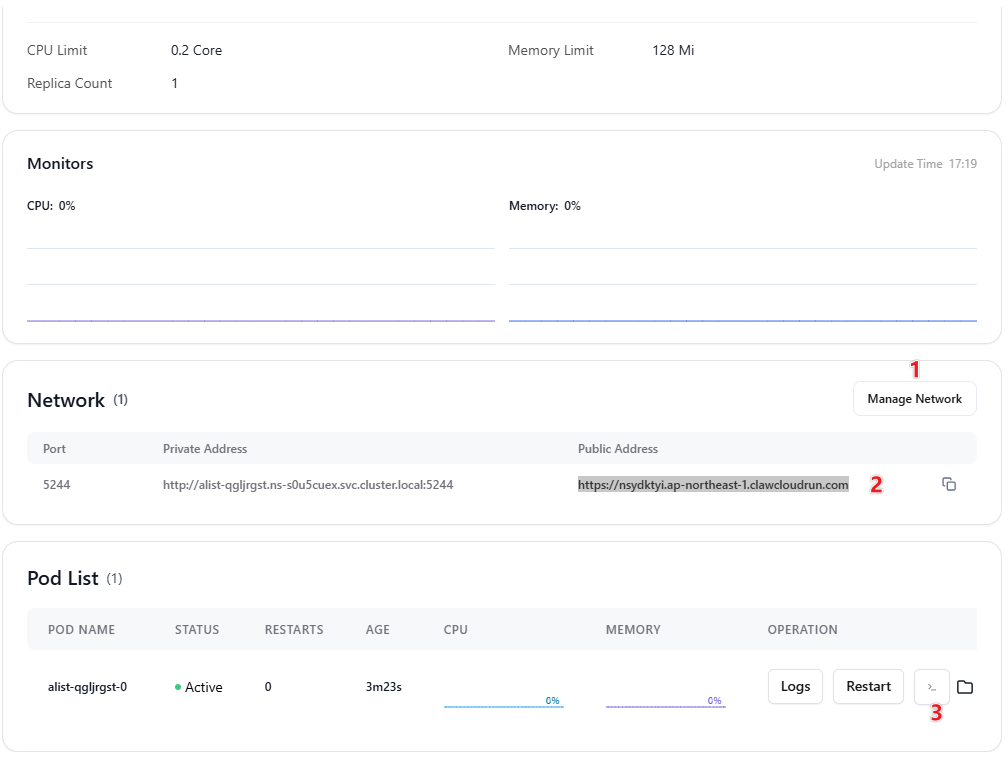 CPU Limit 0.2 Core Memory Limit 128 Mi
Replica Count 1
Monitors Update Time 17:19
CPU: 0% Memory: 0%
1
Network (1) Manage Network
Port Private Address Public Address
5244 http://alist-qgljrgst.ns-s0u5cuex.svc.cluster.local:5244 https://nsydktyi.ap-northeast-1.clawcloudrun.com 2
Pod List (1)
POD NAME STATUS RESTARTS AGE CPU MEMORY OPERATION
alist-qgljrgst-0 Active 0 3m23s 0% 0% Logs Restart >_
3